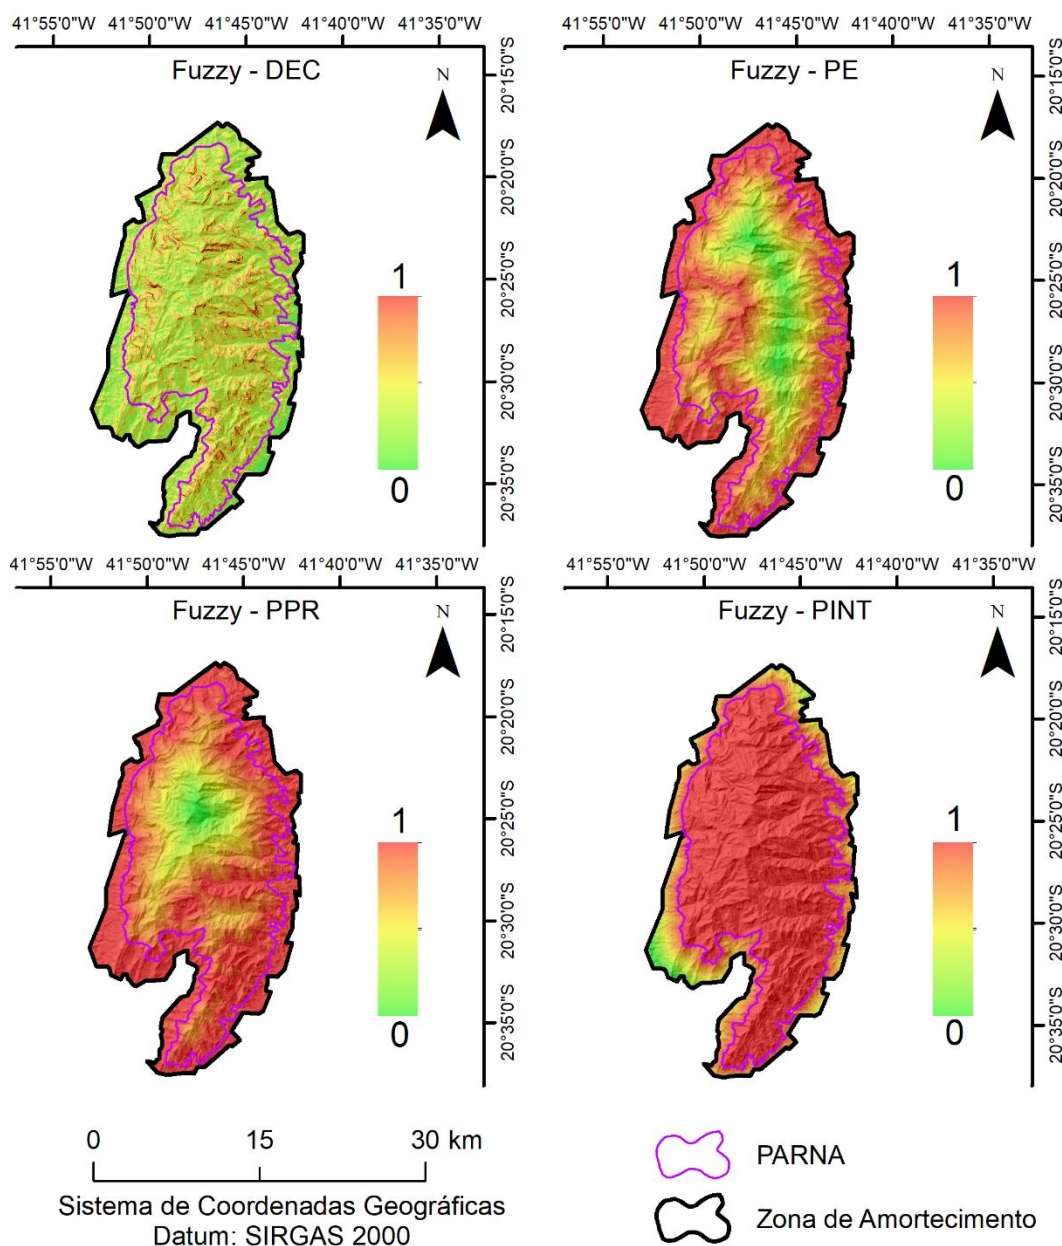 41°55'0"W 41°50'0"W 41°45'0"W 41°40'0"W 41°35'0"W
Fuzzy - DEC
N
20°15'0"S
20°20'0"S
20°25'0"S
20°30'0"S
20°35'0"S
1
0
41°55'0"W 41°50'0"W 41°45'0"W 41°40'0"W 41°35'0"W
Fuzzy - PE
N
20°15'0"S
20°20'0"S
20°25'0"S
20°30'0"S
20°35'0"S
1
0
41°55'0"W 41°50'0"W 41°45'0"W 41°40'0"W 41°35'0"W
Fuzzy - PPR
N
20°15'0"S
20°20'0"S
20°25'0"S
20°30'0"S
20°35'0"S
1
0
41°55'0"W 41°50'0"W 41°45'0"W 41°40'0"W 41°35'0"W
Fuzzy - PINT
N
20°15'0"S
20°20'0"S
20°25'0"S
20°30'0"S
20°35'0"S
1
0
0 15 30 km
Sistema de Coordenadas Geográficas
Datum: SIRGAS 2000
PARNA
Zona de Amortecimento